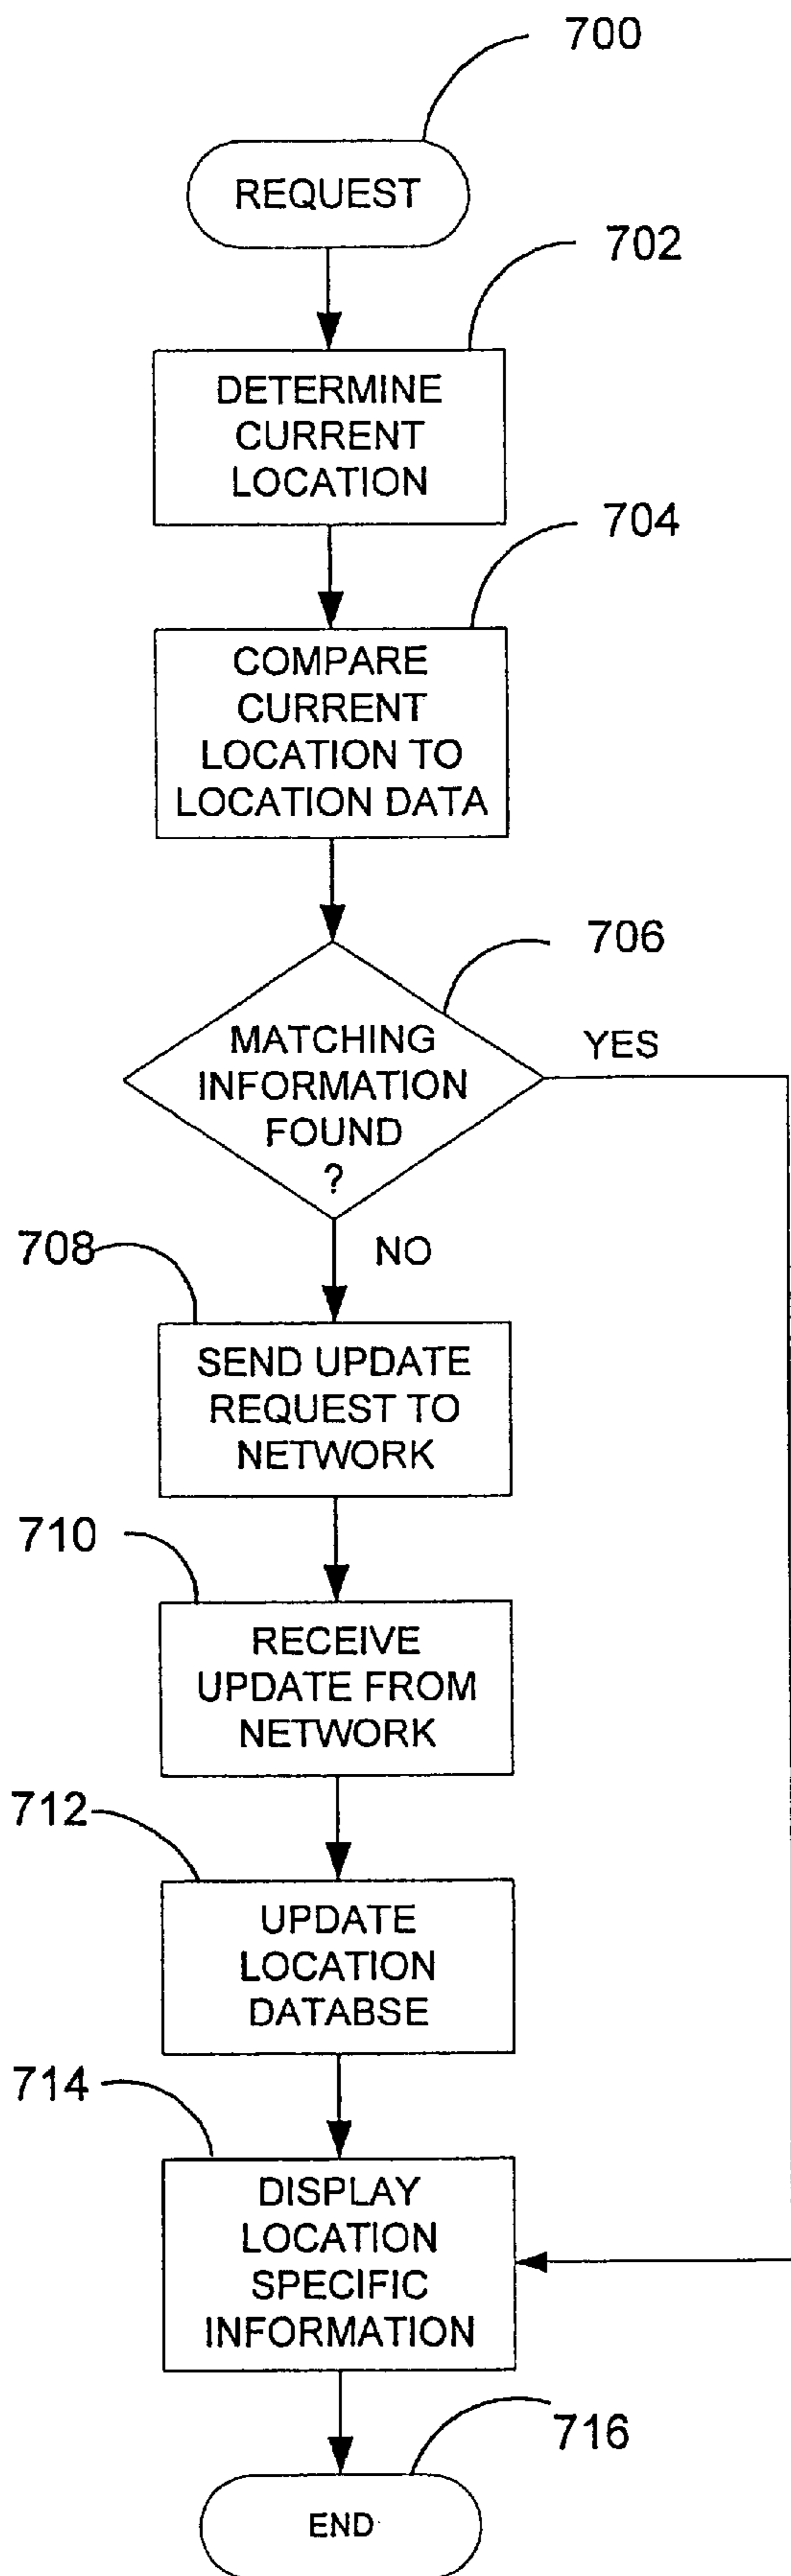 700
REQUEST
702
DETERMINE
CURRENT
LOCATION
704
COMPARE
CURRENT
LOCATION TO
LOCATION DATA
706
MATCHING
INFORMATION
FOUND
?
YES
NO
708
SEND UPDATE
REQUEST TO
NETWORK
710
RECEIVE
UPDATE FROM
NETWORK
712
UPDATE
LOCATION
DATABSE
714
DISPLAY
LOCATION
SPECIFIC
INFORMATION
716
END